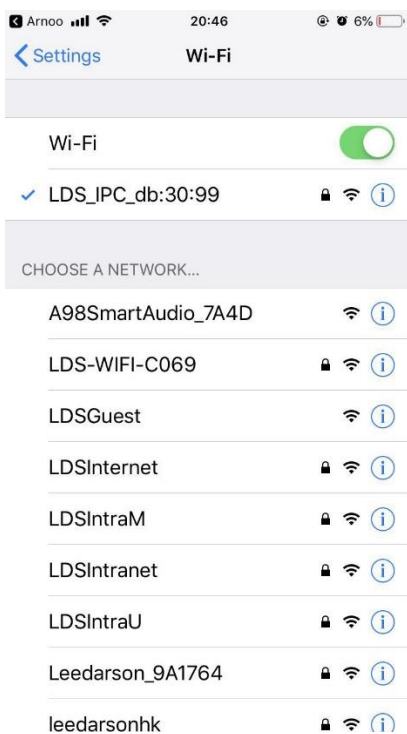 Arnoo 20:46 6%
Settings Wi-Fi
Wi-Fi
LDS_IPC_db:30:99
CHOOSE A NETWORK...
A98SmartAudio_7A4D
LDS-WIFI-C069
LDSGuest
LDSInternet
LDSIntraM
LDSIntranet
LDSIntraU
Leedarson_9A1764
leedarsonhk